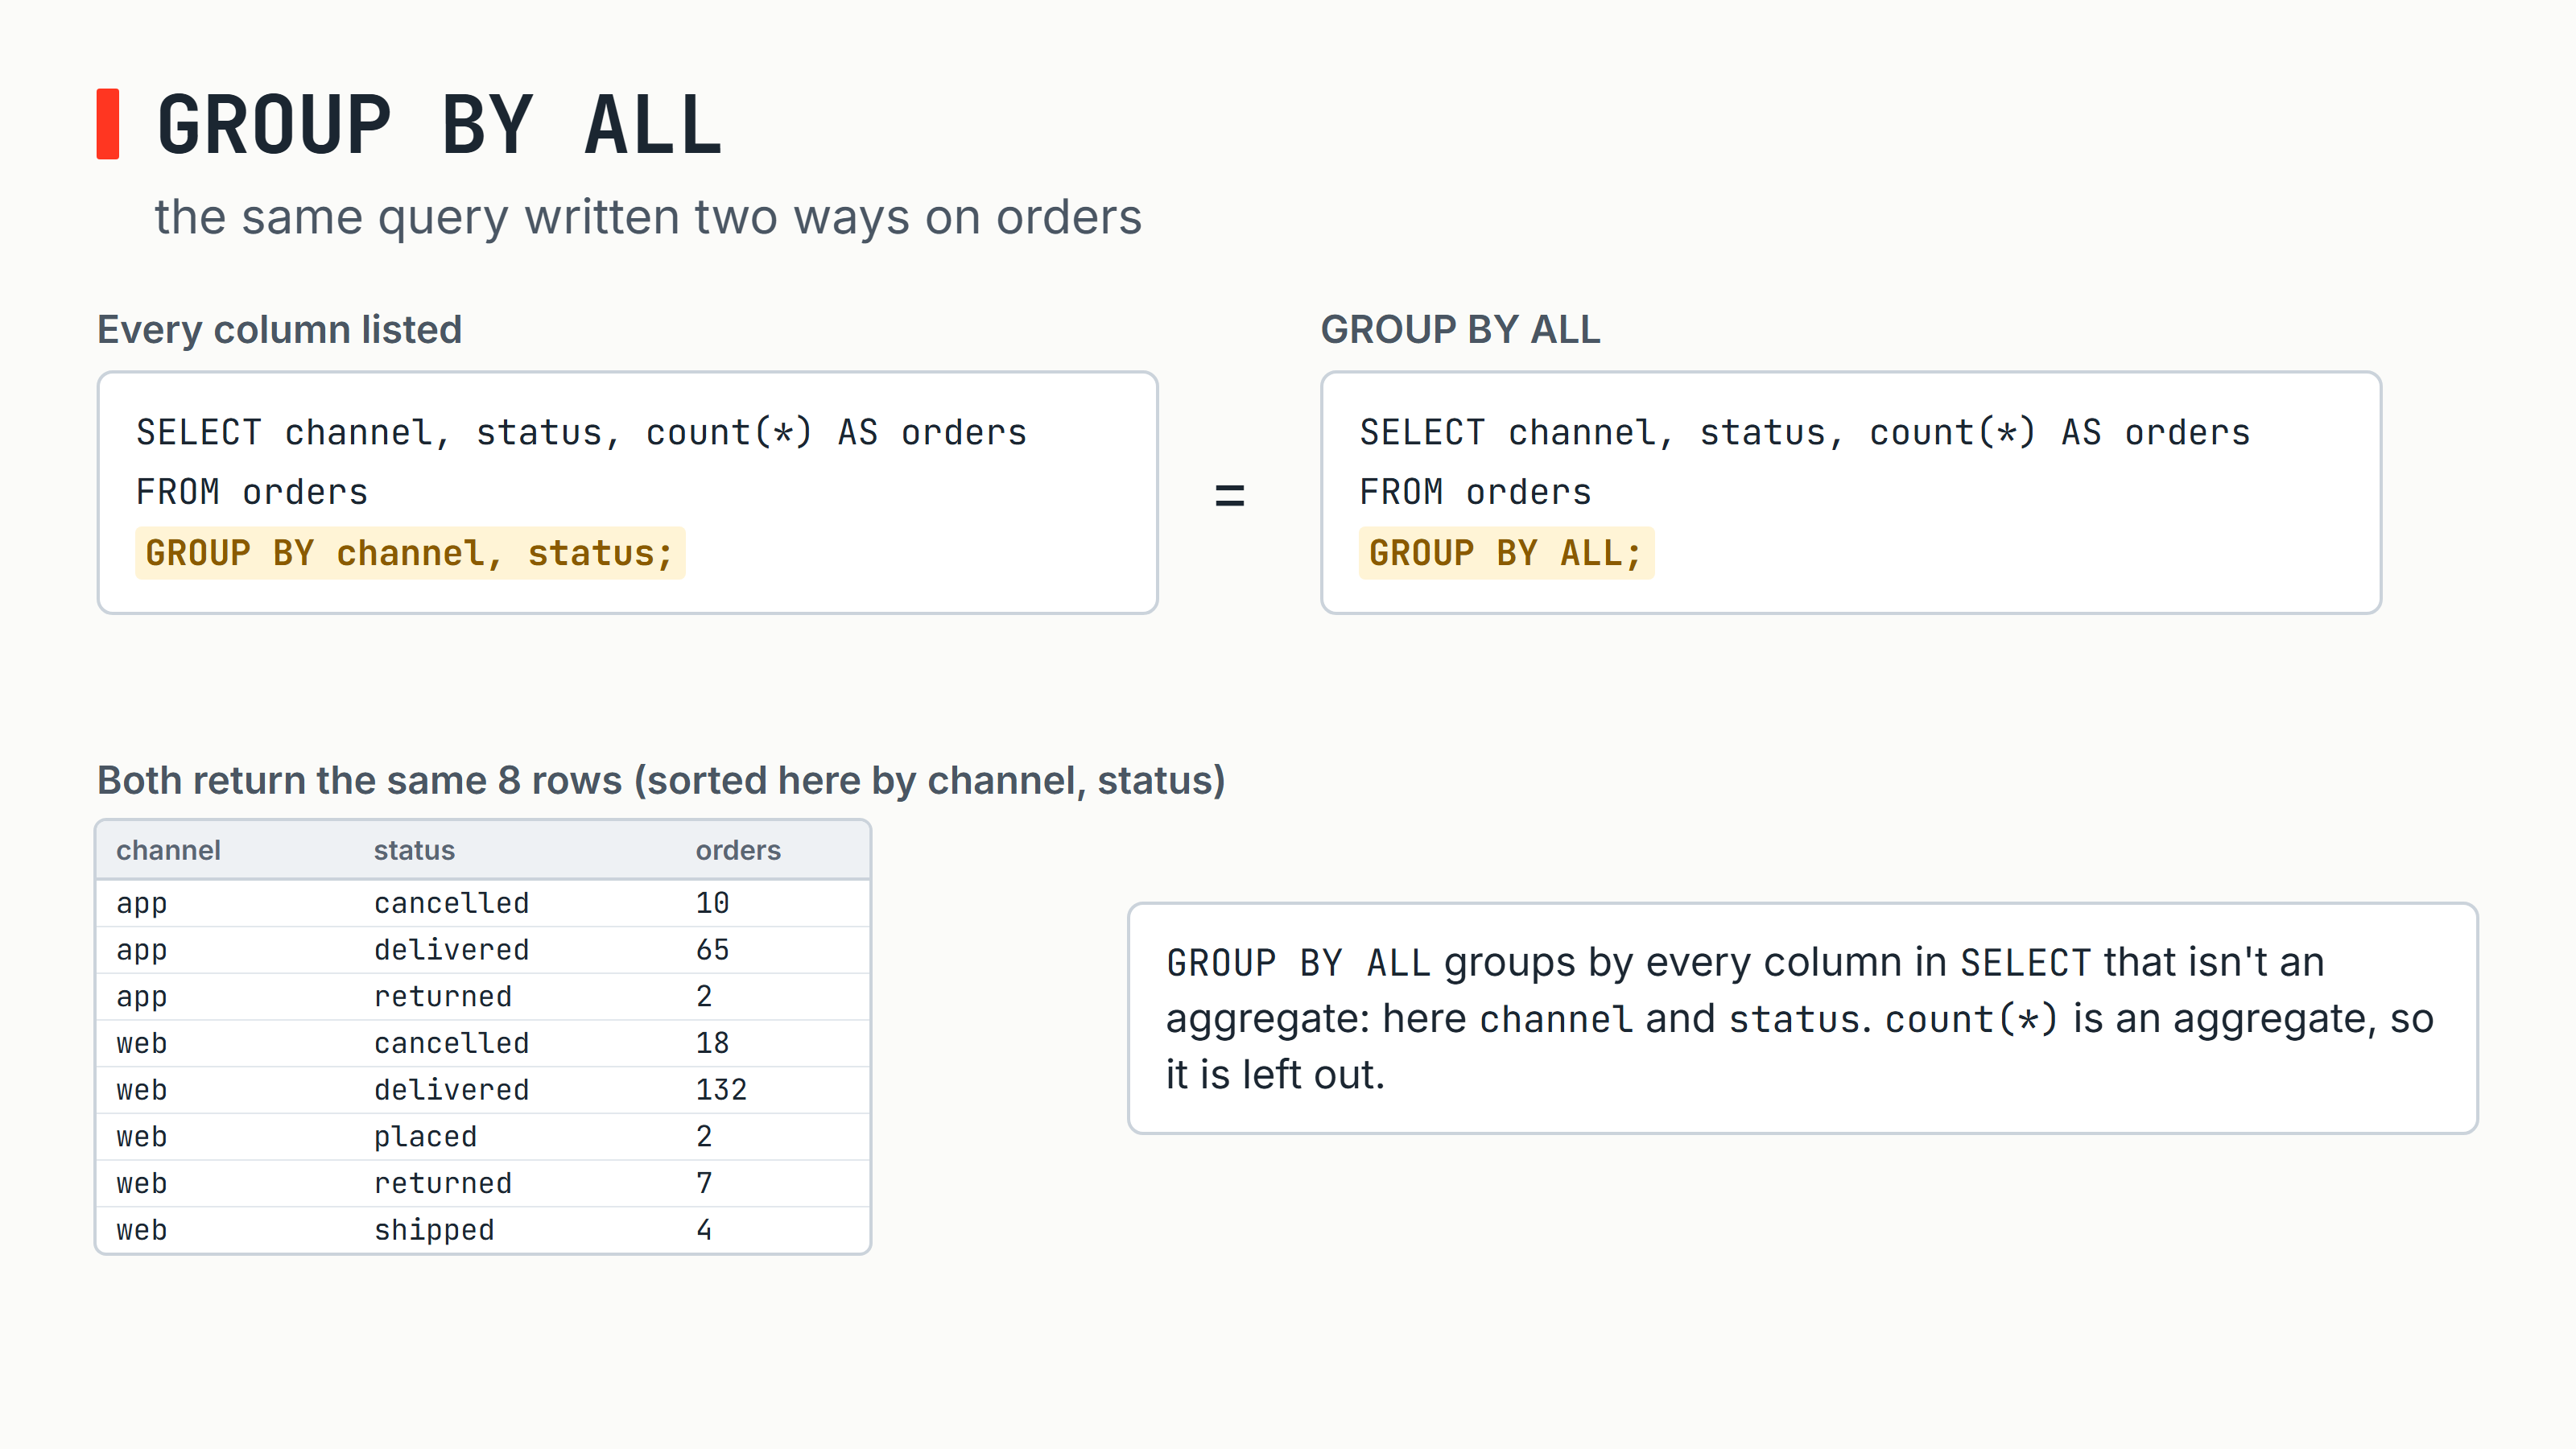 GROUP BY ALL
the same query written two ways on orders
Every column listed
SELECT channel, status, count(*) AS orders
FROM orders
GROUP BY channel, status;
=
GROUP BY ALL
SELECT channel, status, count(*) AS orders
FROM orders
GROUP BY ALL;
Both return the same 8 rows (sorted here by channel, status)
channel status orders
app cancelled 10
app delivered 65
app returned 2
web cancelled 18
web delivered 132
web placed 2
web returned 7
web shipped 4
GROUP BY ALL groups by every column in SELECT that isn't an
aggregate: here channel and status. count(*) is an aggregate, so
it is left out.